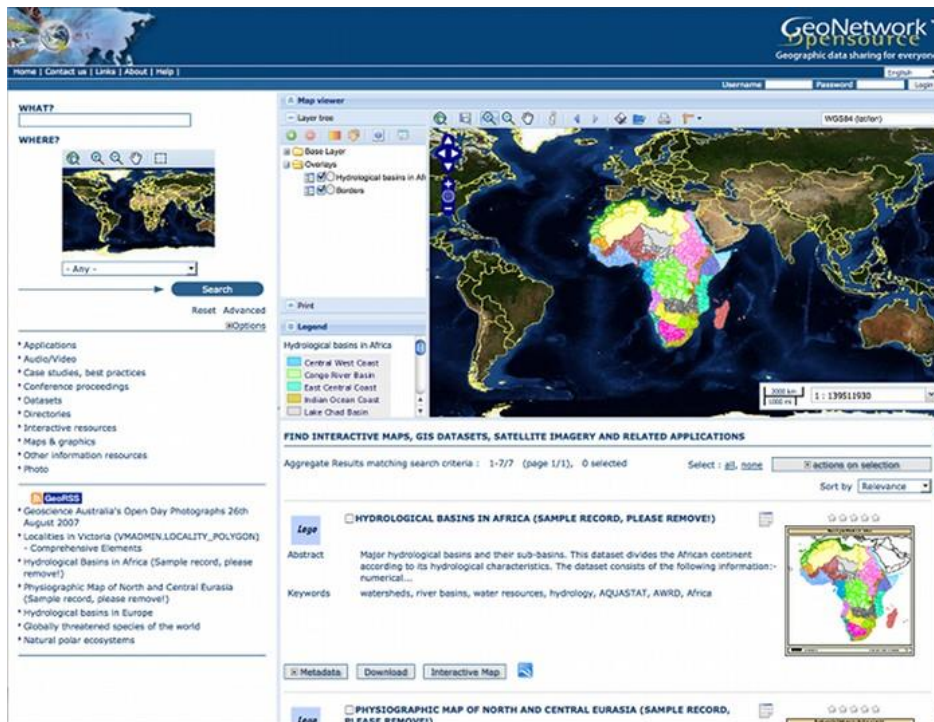 GeoNetwork
Opensource
Geographic data sharing for everyone
Home | Contact us | Links | About | Help |
English
Username
Password
Login
WHAT?
WHERE?
- Any -
Search
Reset Advanced
Options
Applications
Audio/Video
Case studies, best practices
Conference proceedings
Datasets
Directories
Interactive resources
Maps & graphics
Other information resources
Photo
GeoRSS
Geoscience Australia's Open Day Photographs 26th
August 2007
Localities in Victoria (VMADMIN.LOCALITY_POLYGON)
- Comprehensive Elements
Hydrological Basins in Africa (Sample record, please
remove!)
Physiographic Map of North and Central Eurasia
(Sample record, please remove!)
Hydrological basins in Europe
Globally threatened species of the world
Natural polar ecosystems
Map viewer
Layer tree
Base Layer
Overlays
Hydrological basins in Af
Borders
Print
Legend
Hydrological basins in Africa
Central West Coast
Congo River Basin
East Central Coast
Indian Ocean Coast
Lake Chad Basin
WGS84 (lat/lon)
2000 km
1000 mi
1 : 139511930
FIND INTERACTIVE MAPS, GIS DATASETS, SATELLITE IMAGERY AND RELATED APPLICATIONS
Aggregate Results matching search criteria : 1-7/7 (page 1/1), 0 selected
Select : all, none
actions on selection
Sort by Relevance
Logo
HYDROLOGICAL BASINS IN AFRICA (SAMPLE RECORD, PLEASE REMOVE!)
Abstract
Major hydrological basins and their sub-basins. This dataset divides the African continent
according to its hydrological characteristics. The dataset consists of the following information:-
numerical...
Keywords
watersheds, river basins, water resources, hydrology, AQUASTAT, AWRD, Africa
Metadata
Download
Interactive Map
Logo
PHYSIOGRAPHIC MAP OF NORTH AND CENTRAL EURASIA (SAMPLE RECORD,
PLEASE REMOVE!)